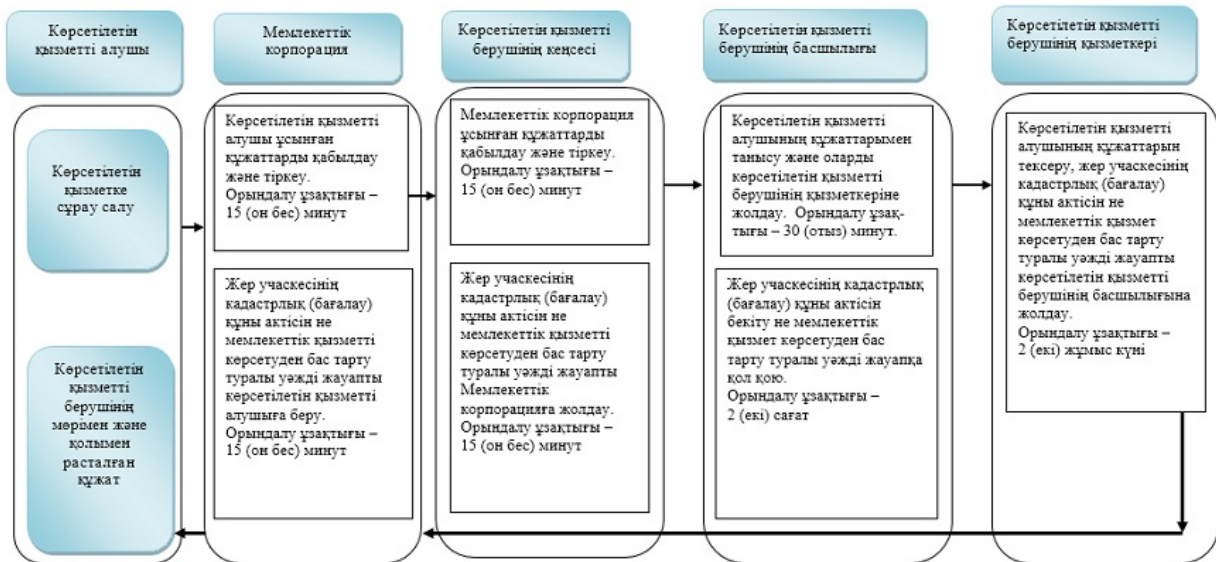 Көрсетілетін
қызметті алушы
Мемлекеттік
корпорация
Көрсетілетін қызметті
берушінің кеңсесі
Көрсетілетін қызметті
берушінің басшылығы
Көрсетілетін қызметті
берушінің қызметкері
Көрсетілетін
қызметке
сұрау салу
Көрсетілетін
қызметті
берушінің
мөрімен және
қолымен
расталған
құжат
Көрсетілетін қызметті
алушы ұсынған
құжаттарды қабылдау
және тіркеу.
Орындалу ұзақтығы –
15 (он бес) минут
Жер учаскесінің
кадастрлық (бағалау)
құны актісін не
мемлекеттік қызметті
көрсетуден бас тарту
туралы уәжді жауапты
көрсетілетін қызметті
алушыға беру.
Орындалу ұзақтығы –
15 (он бес) минут
Мемлекеттік корпорация
ұсынған құжаттарды
қабылдау және тіркеу.
Орындалу ұзақтығы –
15 (он бес) минут
Жер учаскесінің
кадастрлық (бағалау)
құны актісін не
мемлекеттік қызметті
көрсетуден бас тарту
туралы уәжді жауапты
Мемлекеттік
корпорацияға жолдау.
Орындалу ұзақтығы –
15 (он бес) минут
Көрсетілетін қызметті
алушының құжаттарымен
танысу және оларды
көрсетілетін қызметті
берушінің қызметкеріне
жолдау. Орындалу ұзақ-
тығы – 30 (отыз) минут.
Жер учаскесінің кадастрлық
(бағалау) құны актісін
бекіту не мемлекеттік
қызмет көрсетуден бас
тарту туралы уәжді жауапқа
қол қою.
Орындалу ұзақтығы –
2 (екі) сағат
Көрсетілетін қызметті
алушының құжаттарын
тексеру, жер учаскесінің
кадастрлық (бағалау)
құны актісін не
мемлекеттік қызмет
көрсетуден бас тарту
туралы уәжді жауапты
көрсетілетін қызметті
берушінің басшылығына
жолдау.
Орындалу ұзақтығы –
2 (екі) жұмыс күні